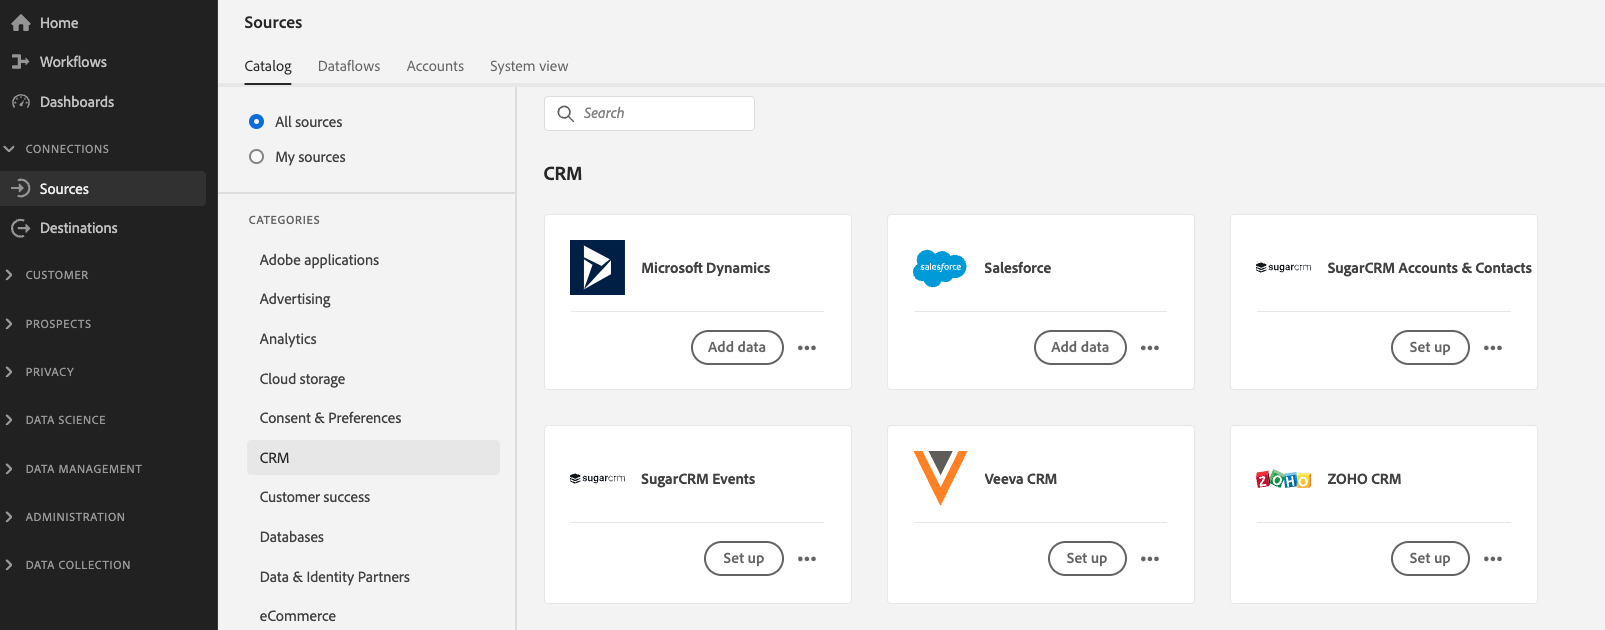 Home
Workflows
Dashboards
CONNECTIONS
Sources
Destinations
CUSTOMER
PROSPECTS
PRIVACY
DATA SCIENCE
DATA MANAGEMENT
ADMINISTRATION
DATA COLLECTION
Sources
Catalog Dataflows Accounts System view
All sources
My sources
CATEGORIES
Adobe applications
Advertising
Analytics
Cloud storage
Consent & Preferences
CRM
Customer success
Databases
Data & Identity Partners
eCommerce
Search
CRM
Microsoft Dynamics
Add data
salesforce
Salesforce
Add data
sugarcrm
SugarCRM Accounts & Contacts
Set up
sugarcrm
SugarCRM Events
Set up
Veeva CRM
Set up
ZOHO
ZOHO CRM
Set up